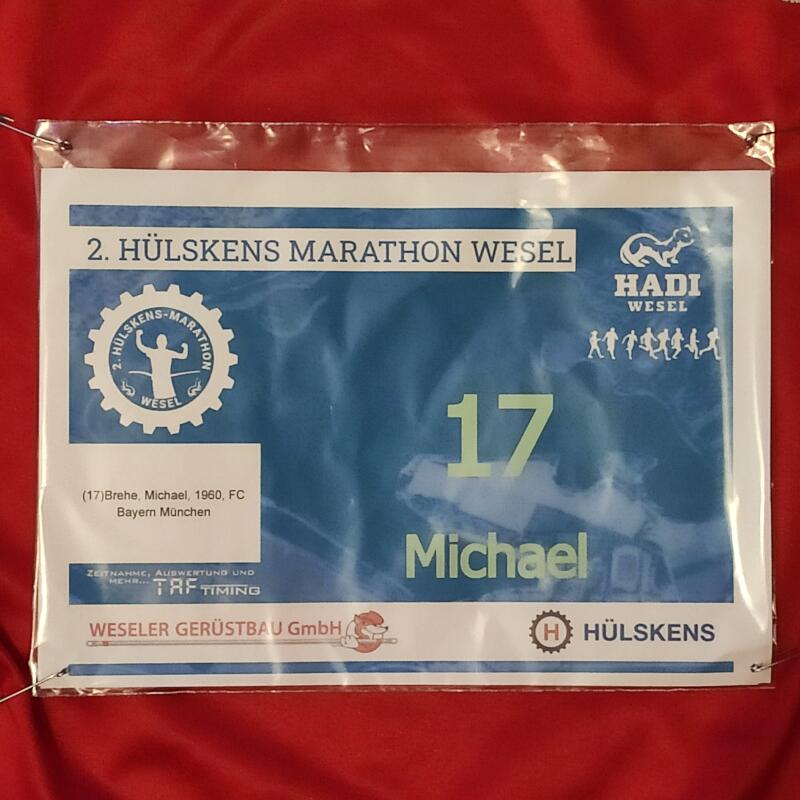 2. HÜLSKENS MARATHON WESEL
HADI
WESEL
2. HÜLSKENS-MARATHON
WESEL
17
(17)Brehe, Michael, 1960, FC
Bayern München
Michael
ZEITNAHME, AUSWERTUNG UND
MEHR... TAF TIMING
WESELER GERÜSTBAU GmbH
H HÜLSKENS